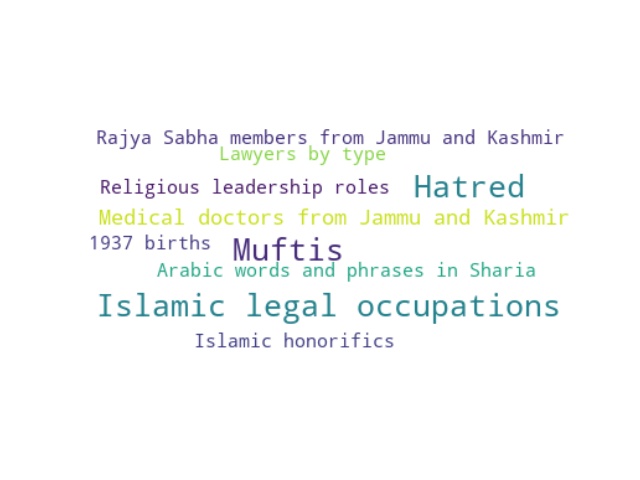 Rajya Sabha members from Jammu and Kashmir
Lawyers by type
Religious leadership roles
Hatred
Medical doctors from Jammu and Kashmir
1937 births
Muftis
Arabic words and phrases in Sharia
Islamic legal occupations
Islamic honorifics